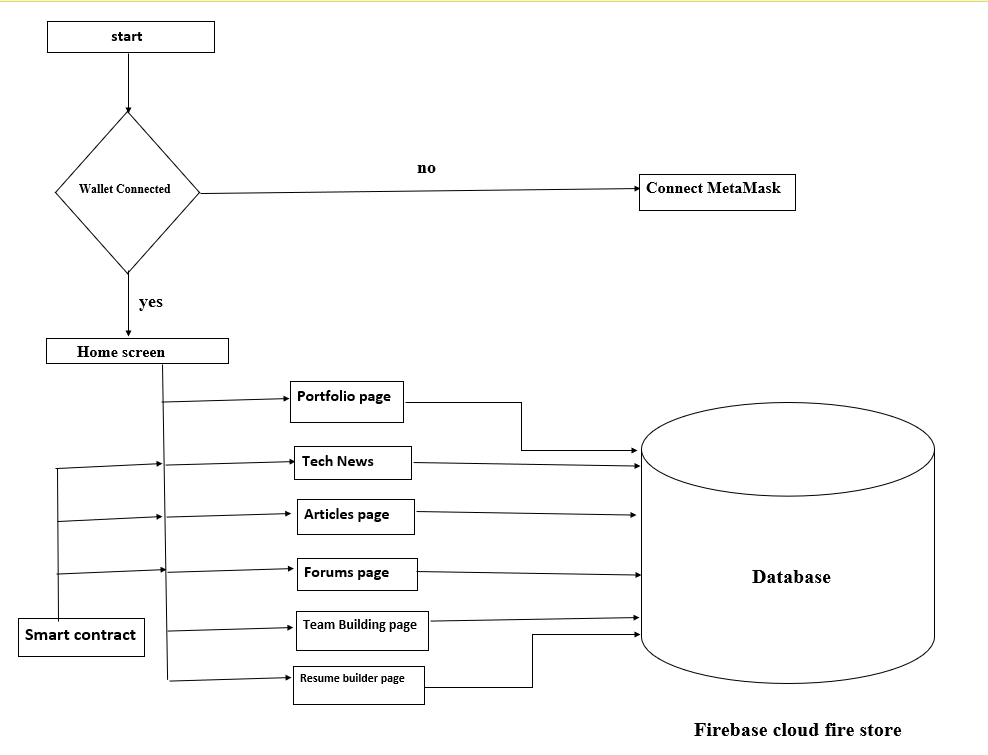 start
Wallet Connected
no
Connect MetaMask
yes
Home screen
Portfolio page
Tech News
Articles page
Forums page
Database
Team Building page
Smart contract
Resume builder page
Firebase cloud fire store